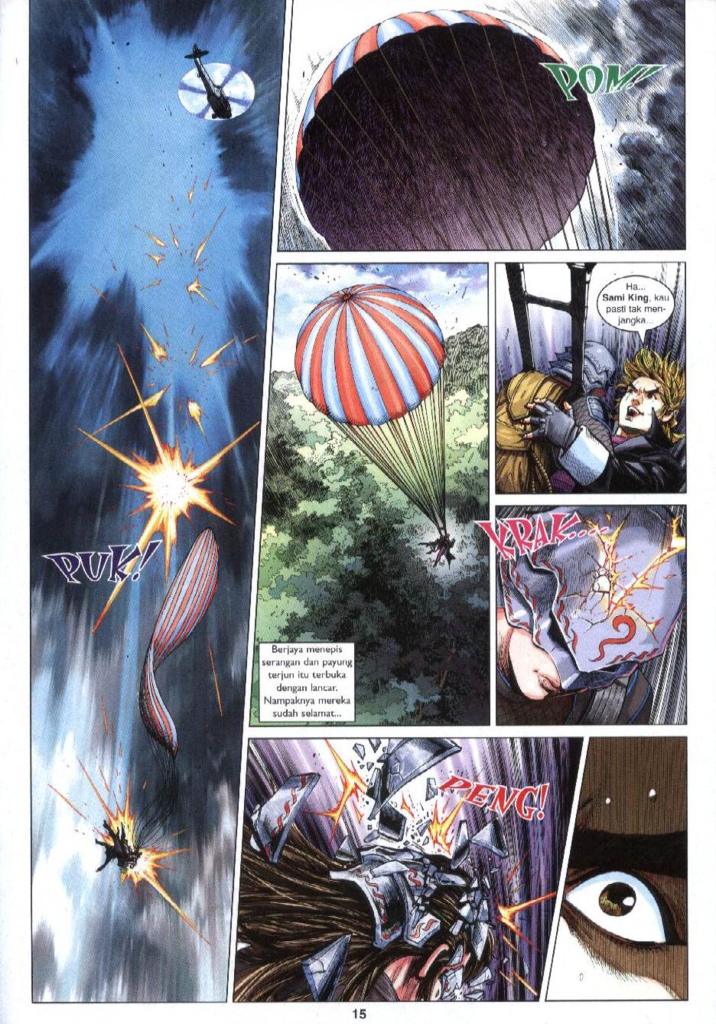 PUK!
POM!
Berjaya menepis
serangan dan payung
terjun itu terbuka
dengan lancar.
Nampaknya mereka
sudah selamat...
Ha...
Sami King, kau
pasti tak men-
jangka...
KRAK....
PENG!
15